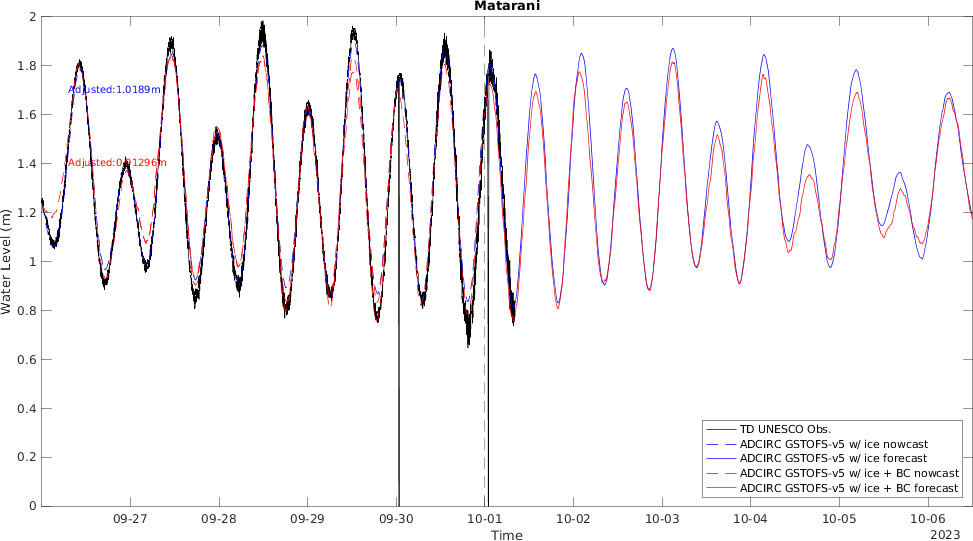 Matarani
2
1.8
1.6
1.4
1.2
1
0.8
0.6
0.4
0.2
0
Water Level (m)
Adjusted:1.0189m
Adjusted:0.01296m
TD UNESCO Obs.
ADCIRC GSTOFS-v5 w/ ice nowcast
ADCIRC GSTOFS-v5 w/ ice forecast
ADCIRC GSTOFS-v5 w/ ice + BC nowcast
ADCIRC GSTOFS-v5 w/ ice + BC forecast
09-27 09-28 09-29 09-30 10-01 10-02 10-03 10-04 10-05 10-06
Time
2023